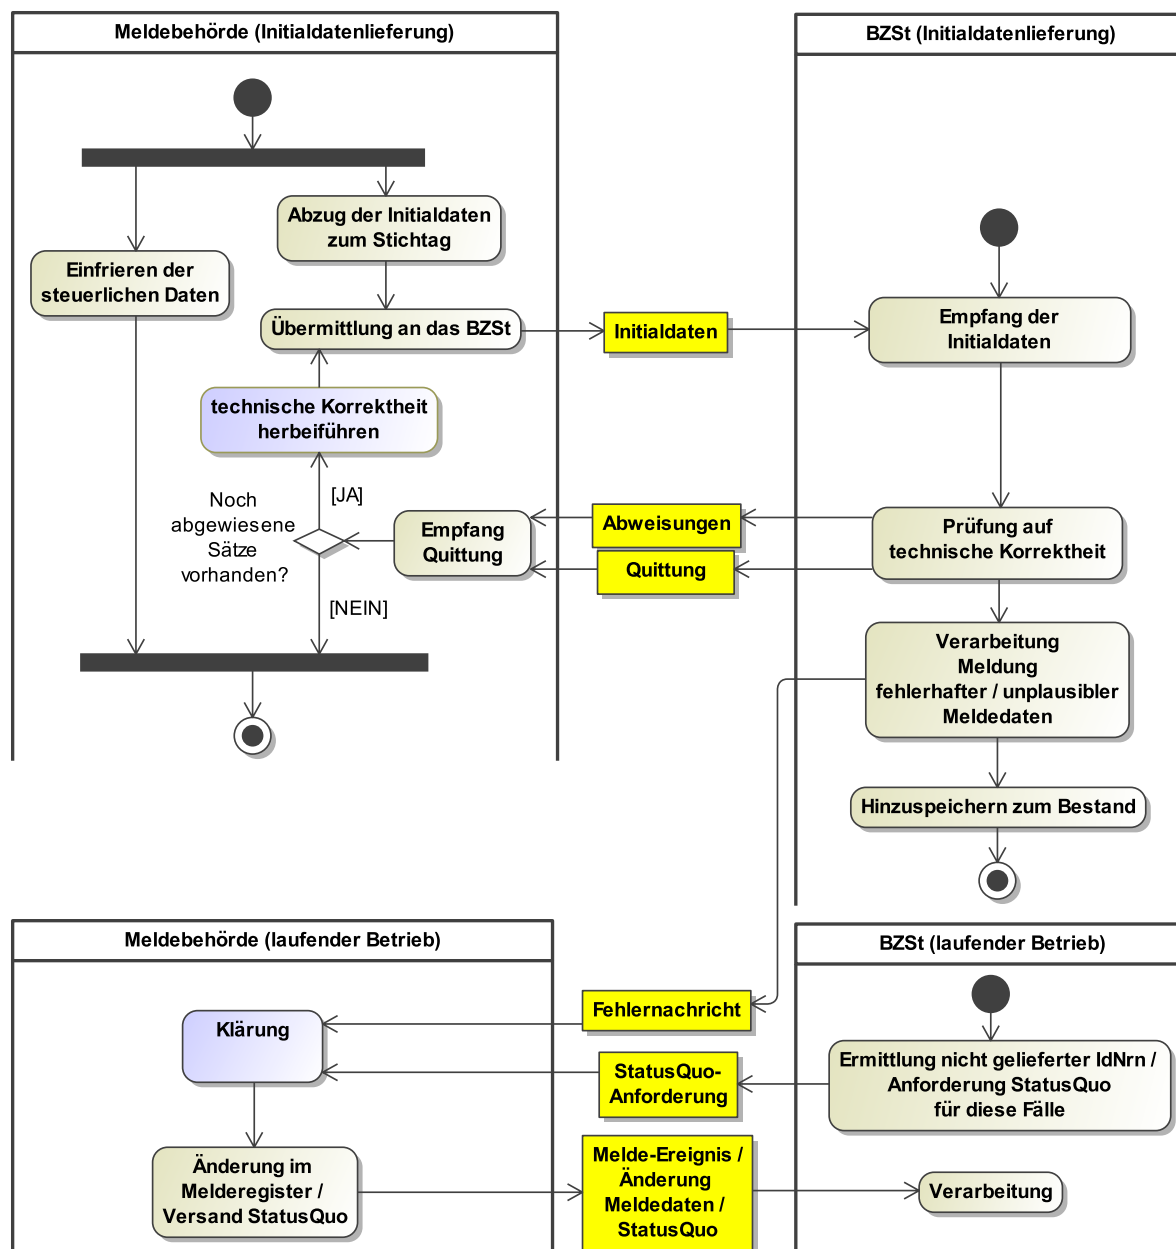 Meldebehörde (Initialdatenlieferung)
BZSt (Initialdatenlieferung)
Abzug der Initialdaten
zum Stichtag
Einfrieren der
steuerlichen Daten
Übermittlung an das BZSt
Initialdaten
Empfang der
Initialdaten
technische Korrektheit
herbeiführen
[JA]
Noch
abgewiesene
Sätze
vorhanden?
[NEIN]
Empfang
Quittung
Abweisungen
Quittung
Prüfung auf
technische Korrektheit
Verarbeitung
Meldung
fehlerhafter / unplausibler
Meldedaten
Hinzuspeichern zum Bestand
Meldebehörde (laufender Betrieb)
BZSt (laufender Betrieb)
Klärung
Fehlernachricht
StatusQuo-
Anforderung
Ermittlung nicht gelieferter IdNrn /
Anforderung StatusQuo
für diese Fälle
Änderung im
Melderegister /
Versand StatusQuo
Melde-Ereignis /
Änderung
Meldedaten /
StatusQuo
Verarbeitung